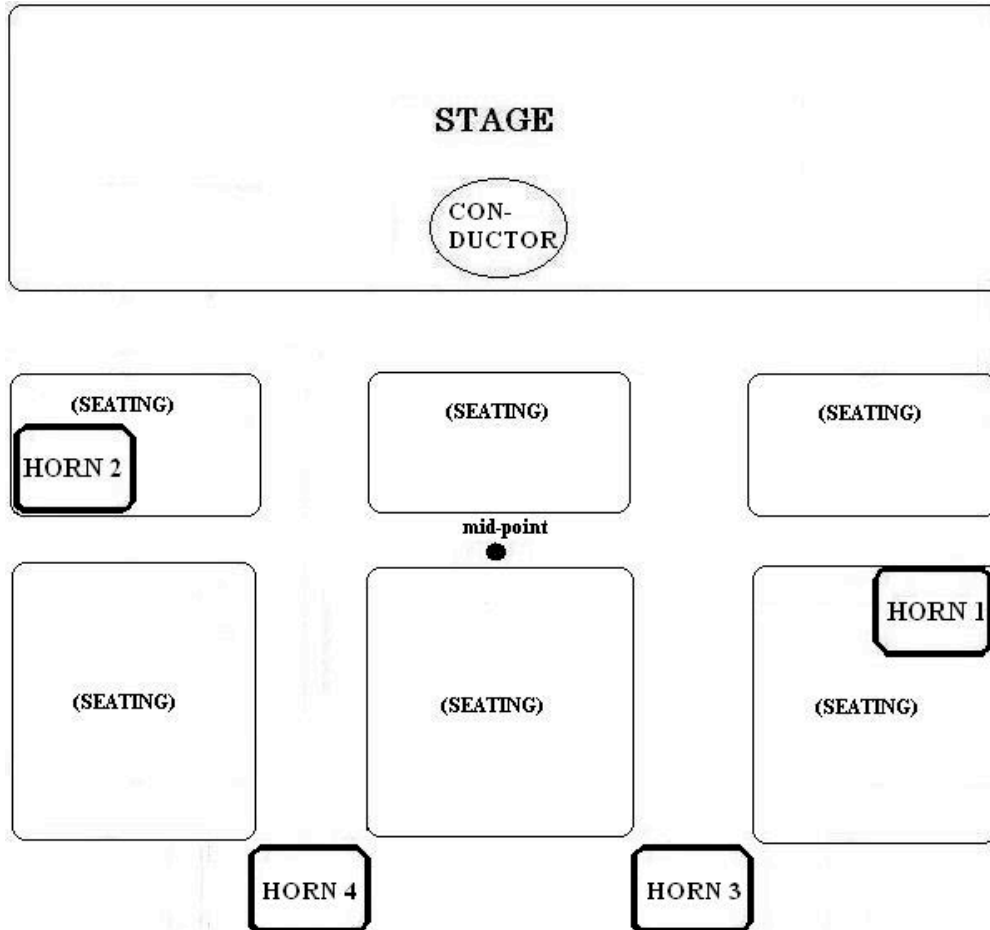 STAGE
CON-
DUCTOR
(SEATING)
(SEATING)
(SEATING)
HORN 2
mid-point
HORN 1
(SEATING)
(SEATING)
(SEATING)
HORN 4
HORN 3